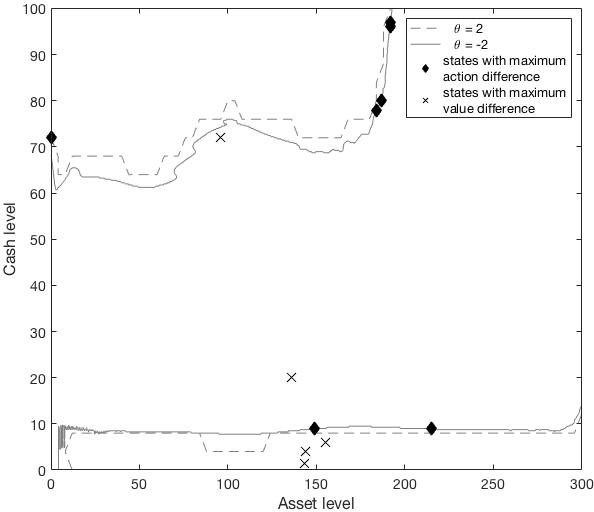 100
90
80
70
60
50
40
30
20
10
0
Cash level
θ = 2
θ = -2
states with maximum
action difference
states with maximum
value difference
0
50
100
150
200
250
300
Asset level